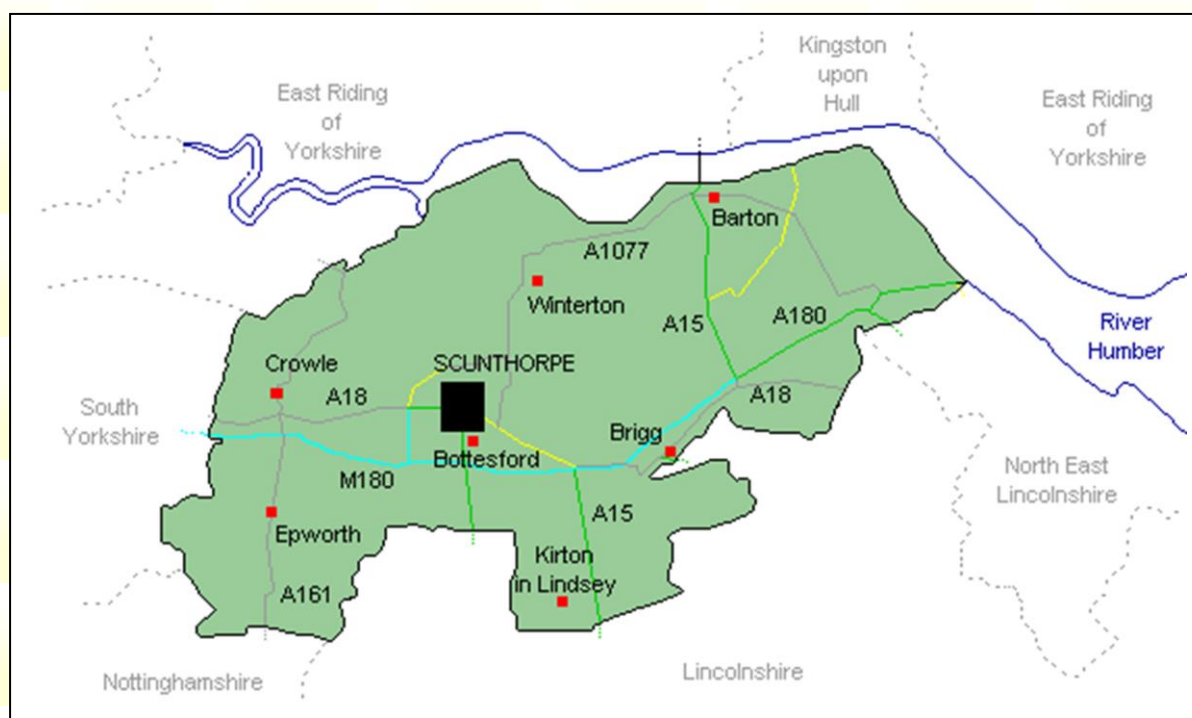 Kingston
upon
Hull
East Riding
of
Yorkshire
East Riding
of
Yorkshire
Barton
A1077
Winterton
A15
A180
River
Humber
Crowle
SCUNTHORPE
A18
A18
South
Yorkshire
Brigg
Bottesford
M180
North East
Lincolnshire
A15
Epworth
Kirton
in Lindsey
A161
Lincolnshire
Nottinghamshire